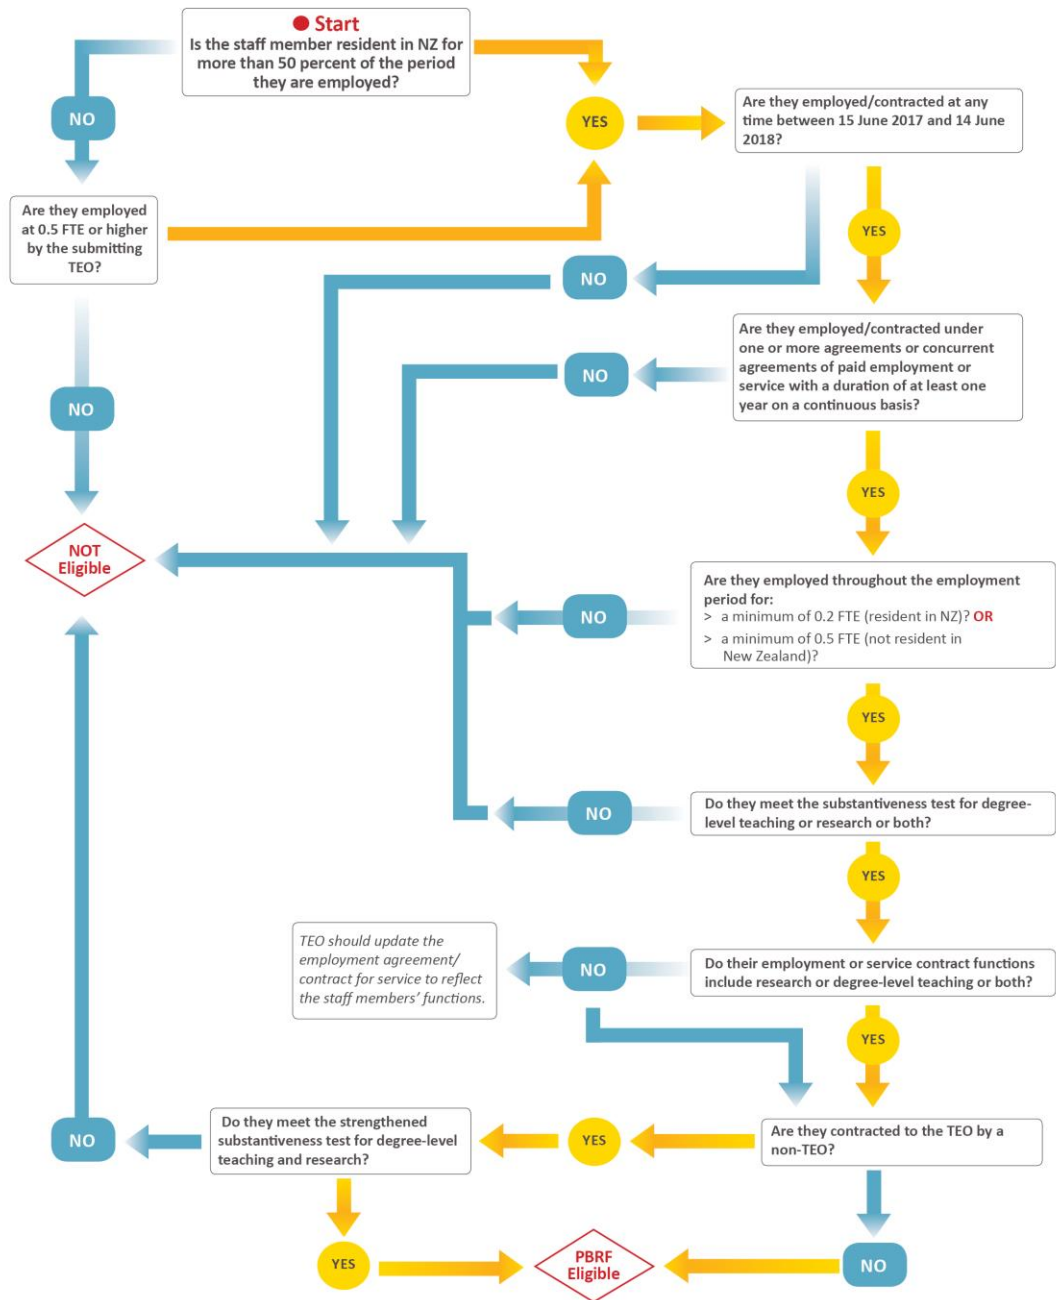 Start
Is the staff member resident in NZ for
more than 50 percent of the period
they are employed?
NO
YES
Are they employed/contracted at any
time between 15 June 2017 and 14 June
2018?
Are they employed
at 0.5 FTE or higher
by the submitting
TEO?
YES
NO
Are they employed/contracted under
one or more agreements or concurrent
agreements of paid employment or
service with a duration of at least one
year on a continuous basis?
NO
NO
YES
NOT
Eligible
Are they employed throughout the employment
period for:
> a minimum of 0.2 FTE (resident in NZ)? OR
> a minimum of 0.5 FTE (not resident in
New Zealand)?
NO
YES
Do they meet the substantiveness test for degree-
level teaching or research or both?
NO
YES
TEO should update the
employment agreement/
contract for service to reflect
the staff members' functions.
NO
Do their employment or service contract functions
include research or degree-level teaching or both?
YES
Are they contracted to the TEO by a
non-TEO?
YES
Do they meet the strengthened
substantiveness test for degree-level
teaching and research?
NO
YES
PBRF
Eligible
NO